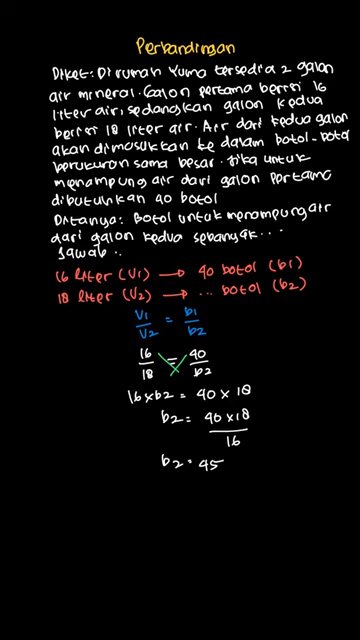 Perbandingan
Diket : Di rumah Yuma tersedia 2 galon
air mineral. Galon pertama berisi 16
liter air, sedangkan galon kedua
berisi 18 liter air. Air dari kedua galon
akan dimasukkan ke dalam botol-botol
berukuran sama besar. Jika untuk
menampung air dari galon pertama
dibutuhkan 40 botol
Ditanya : Botol untuk menampung air
dari galon kedua sebanyak...
Jawab :
16 liter (V1) → 40 botol (b1)
18 liter (V2) → ... botol (b2)
V1/V2 = b1/b2
16/18 = 40/b2
16 x b2 = 40 x 18
b2 = 40 x 18 / 16
b2 = 45